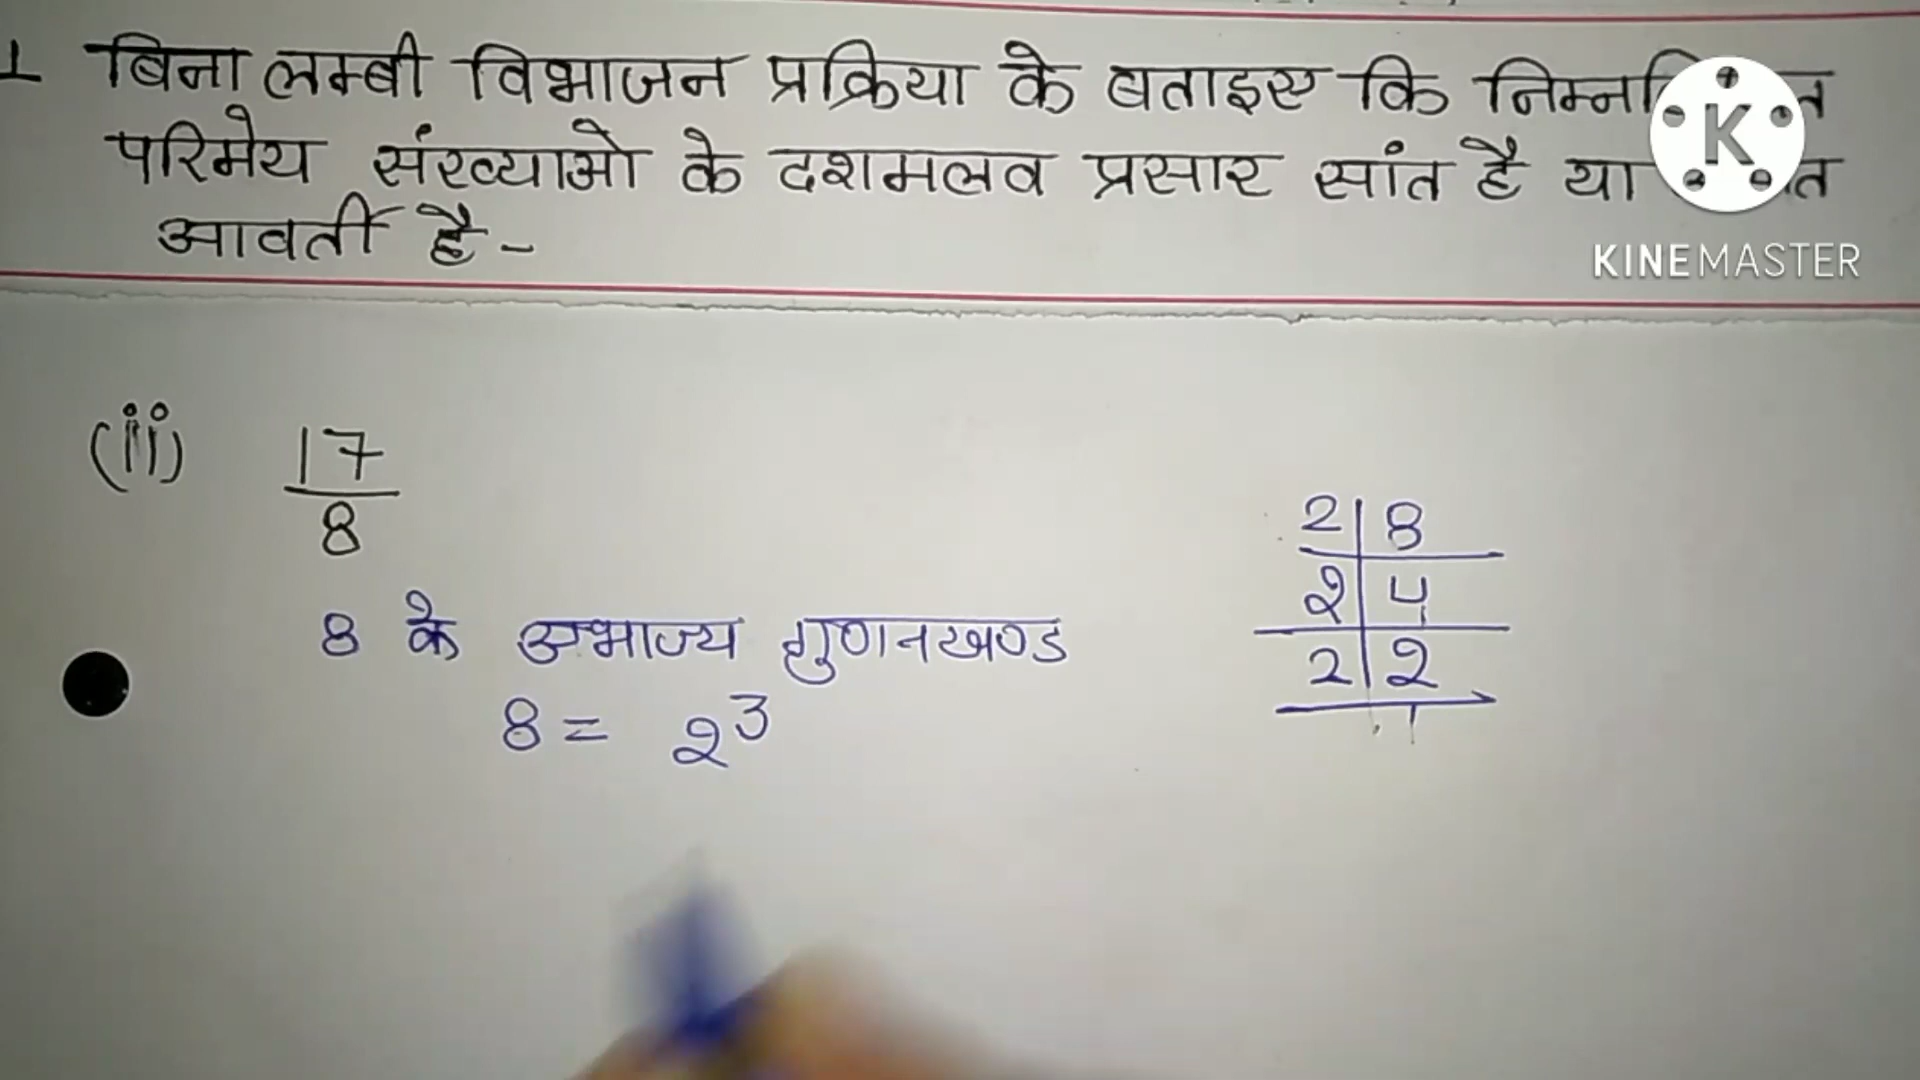 1 बिना लम्बी विभाजन प्रक्रिया के बताइए कि
परिमेय संख्याओ के दशमलव प्रसार सांत है या
आवर्ती है -
K
KINEMASTER
(ii) 17/8
8 के अभाज्य गुणनखण्ड
8 = 2³
2 | 8
2 | 4
2 | 2
1